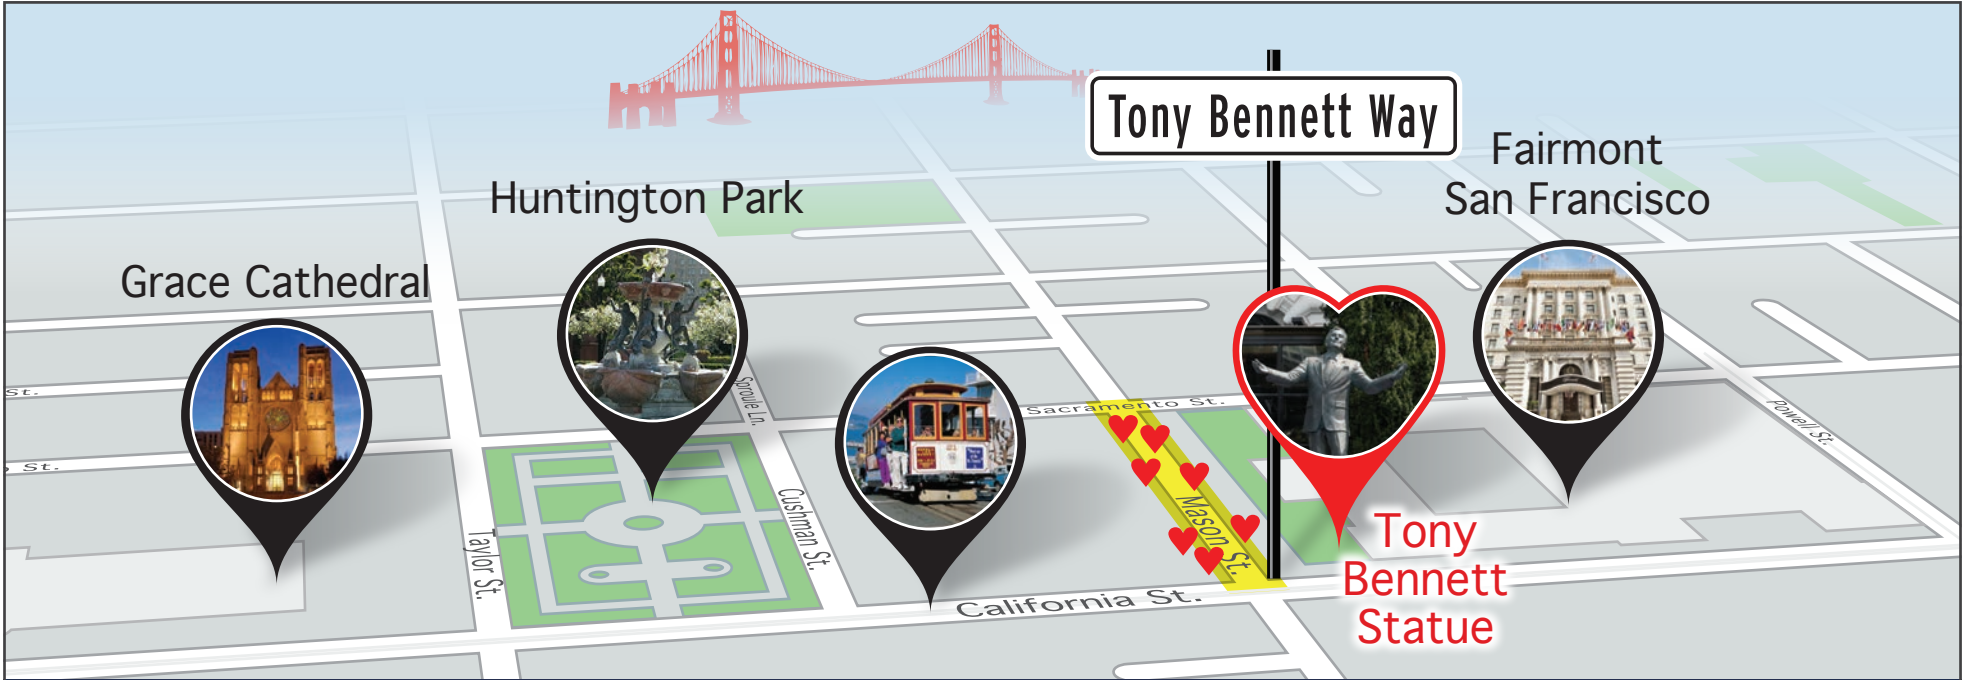 Tony Bennett Way
Fairmont
San Francisco
Huntington Park
Grace Cathedral
St.
St.
Sproule Ln.
Sacramento St.
Powell St.
Taylor St.
Cushman St.
Mason St.
California St.
Tony
Bennett
Statue